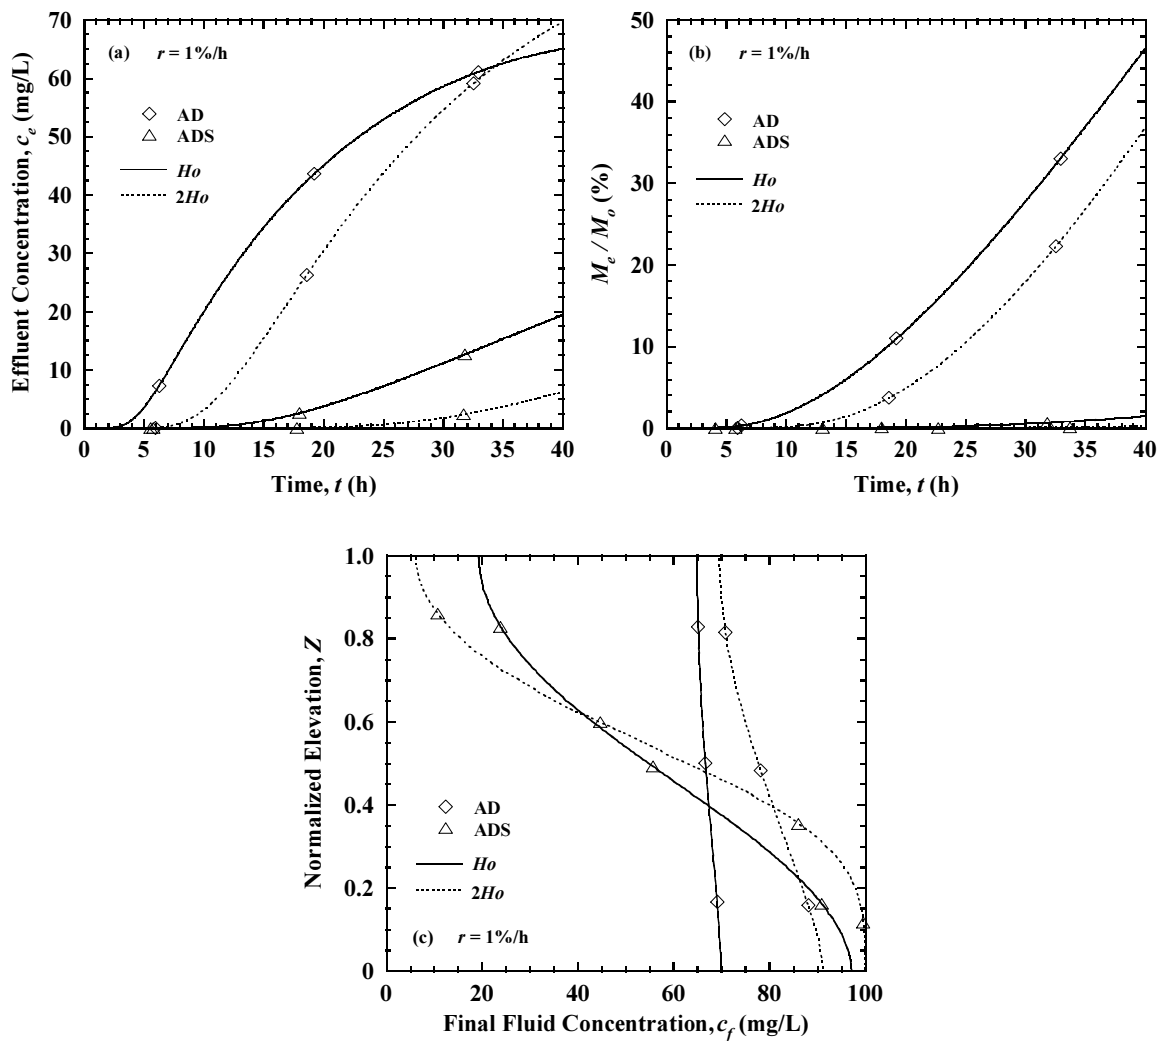 70
60
50
40
30
20
10
0
Effluent Concentration, c_e (mg/L)
(a) r = 1%/h
AD
ADS
Ho
2Ho
0 5 10 15 20 25 30 35 40
Time, t (h)
50
40
30
20
10
0
M_e / M_o (%)
(b) r = 1%/h
AD
ADS
Ho
2Ho
0 5 10 15 20 25 30 35 40
Time, t (h)
1.0
0.8
0.6
0.4
0.2
0
Normalized Elevation, Z
AD
ADS
Ho
2Ho
(c) r = 1%/h
0 20 40 60 80 100
Final Fluid Concentration, c_f (mg/L)